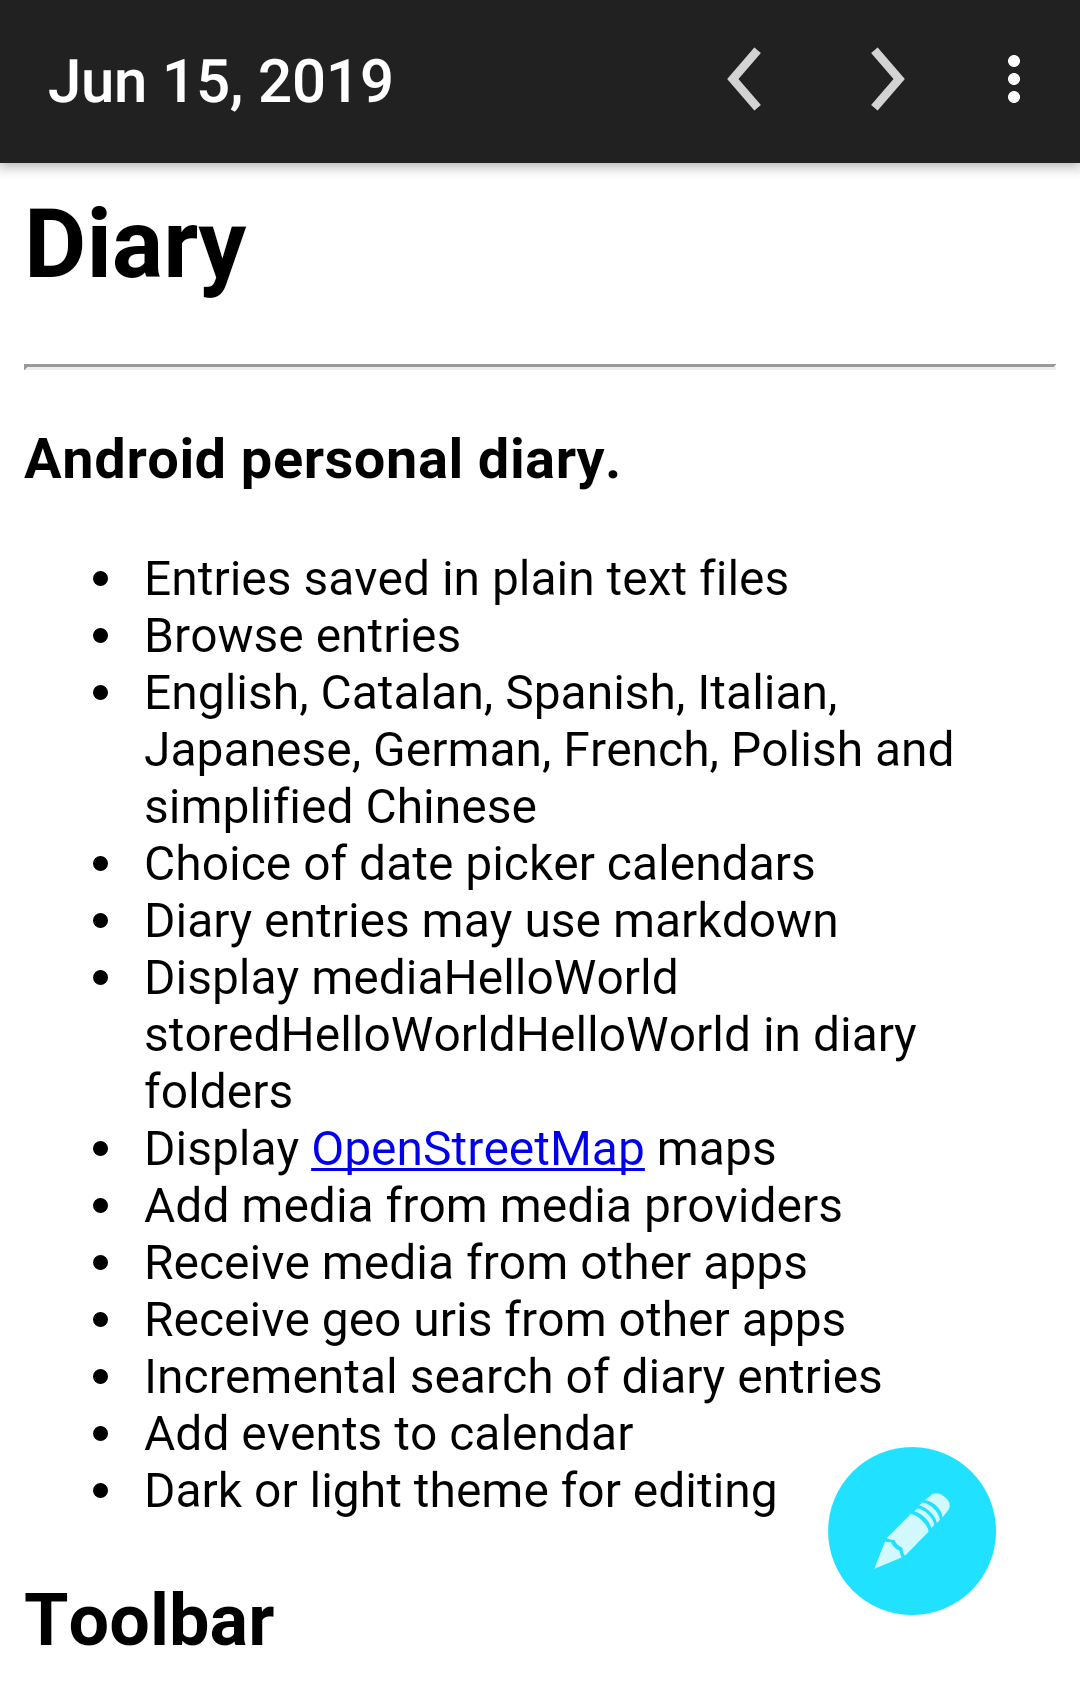 Jun 15, 2019
Diary
Android personal diary.
Entries saved in plain text files
Browse entries
English, Catalan, Spanish, Italian,
Japanese, German, French, Polish and
simplified Chinese
Choice of date picker calendars
Diary entries may use markdown
Display mediaHelloWorld
storedHelloWorldHelloWorld in diary
folders
Display OpenStreetMap maps
Add media from media providers
Receive media from other apps
Receive geo uris from other apps
Incremental search of diary entries
Add events to calendar
Dark or light theme for editing
Toolbar